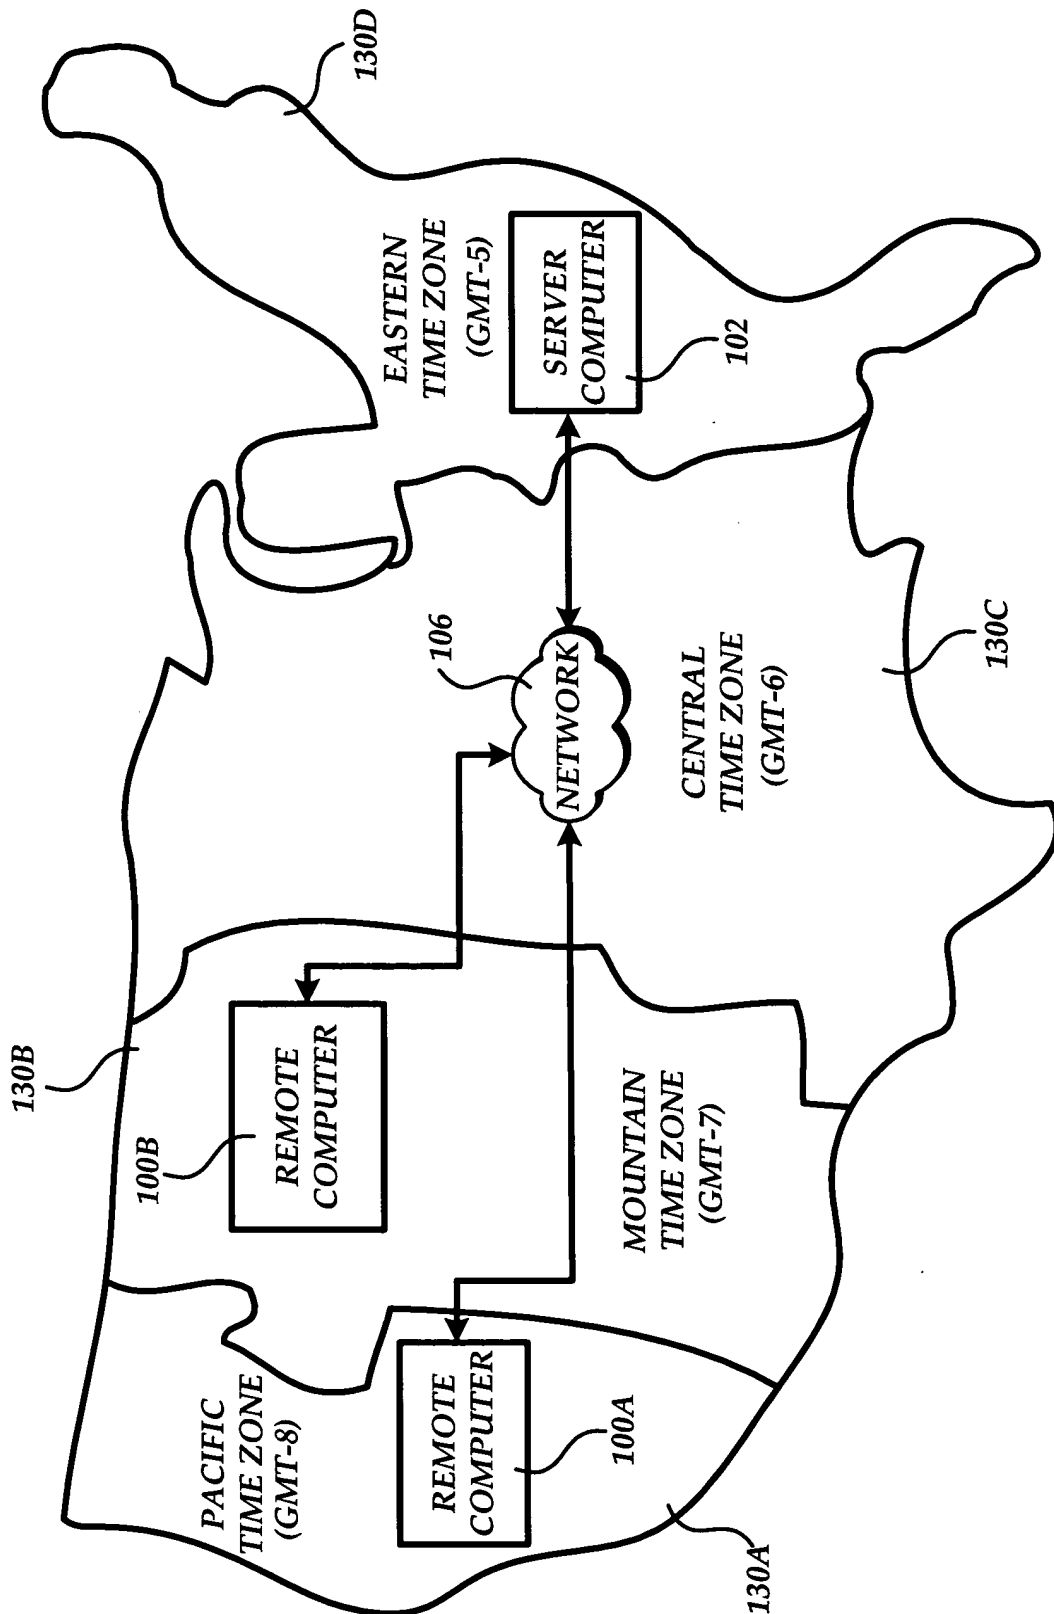 130B
100B
REMOTE
COMPUTER
PACIFIC
TIME ZONE
(GMT-8)
REMOTE
COMPUTER
100A
130A
MOUNTAIN
TIME ZONE
(GMT-7)
106
NETWORK
CENTRAL
TIME ZONE
(GMT-6)
130C
EASTERN
TIME ZONE
(GMT-5)
SERVER
COMPUTER
102
130D